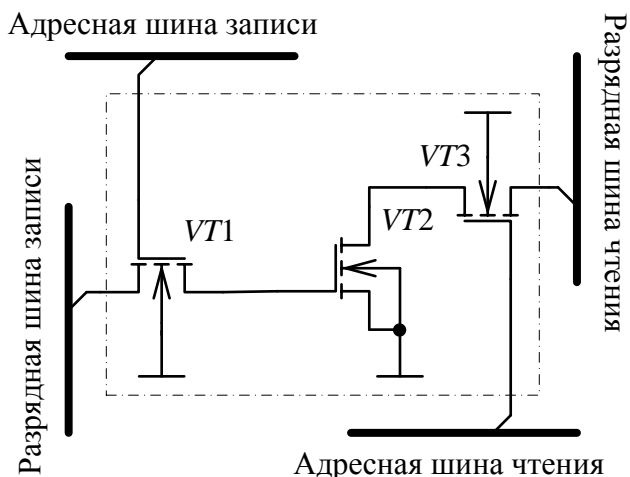 Адресная шина записи
Разрядная шина чтения
VT3
VT2
VT1
Разрядная шина записи
Адресная шина чтения